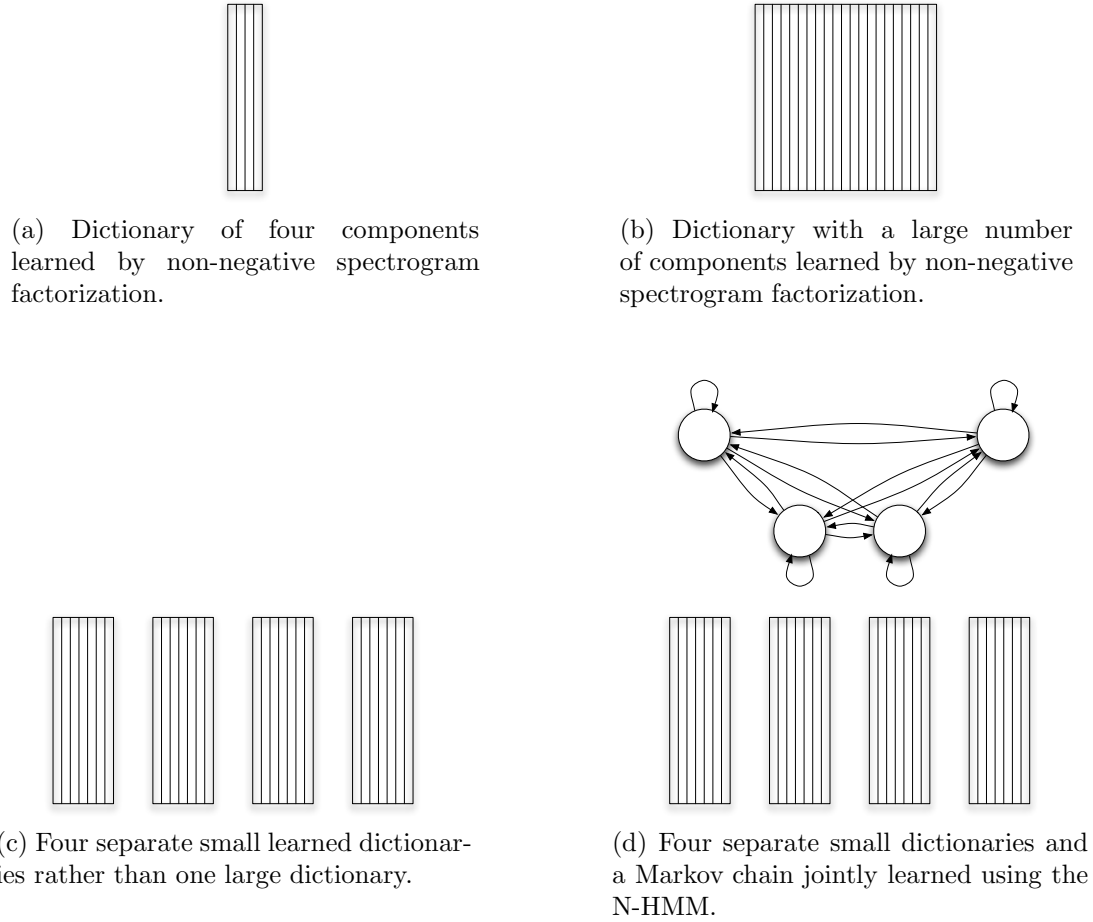 (a) Dictionary of four components
learned by non-negative spectrogram
factorization.
(b) Dictionary with a large number
of components learned by non-negative
spectrogram factorization.
(c) Four separate small learned dictionar-
ies rather than one large dictionary.
(d) Four separate small dictionaries and
a Markov chain jointly learned using the
N-HMM.